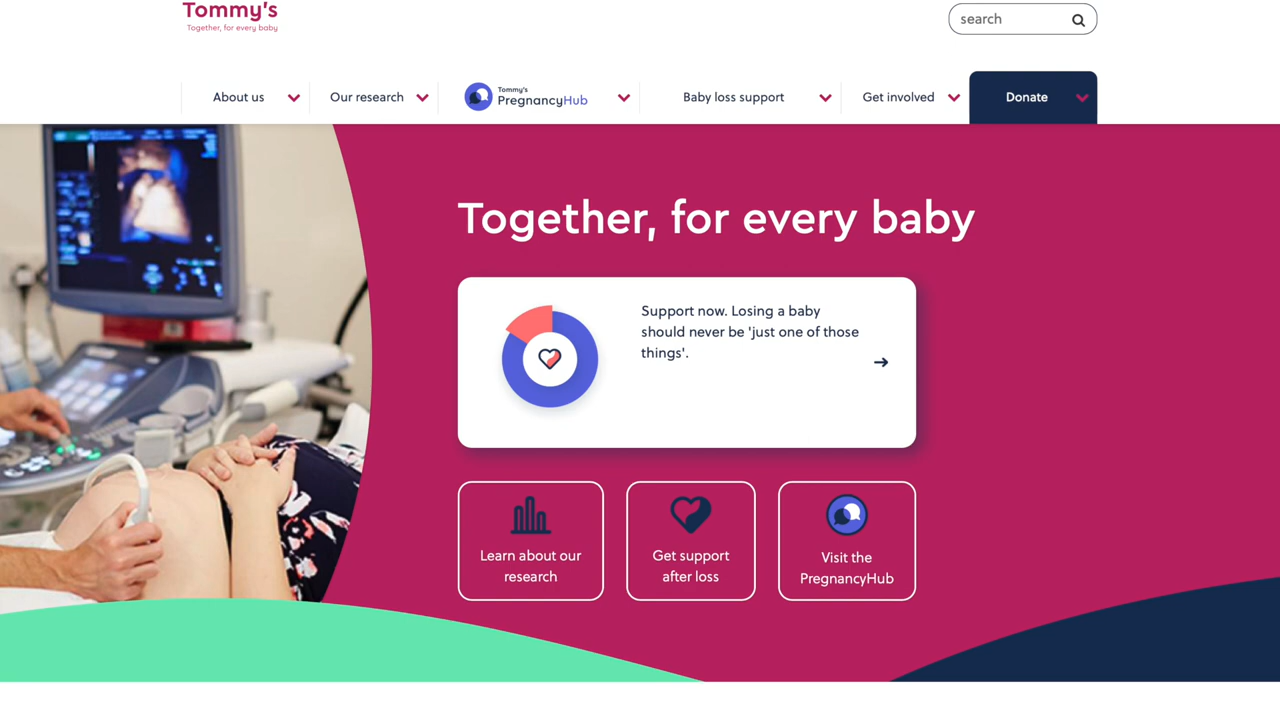 Tommy's
Together, for every baby
search
About us
Our research
Tommy's
PregnancyHub
Baby loss support
Get involved
Donate
Together, for every baby
Support now. Losing a baby
should never be 'just one of those
things'.
Learn about our
research
Get support
after loss
Visit the
PregnancyHub